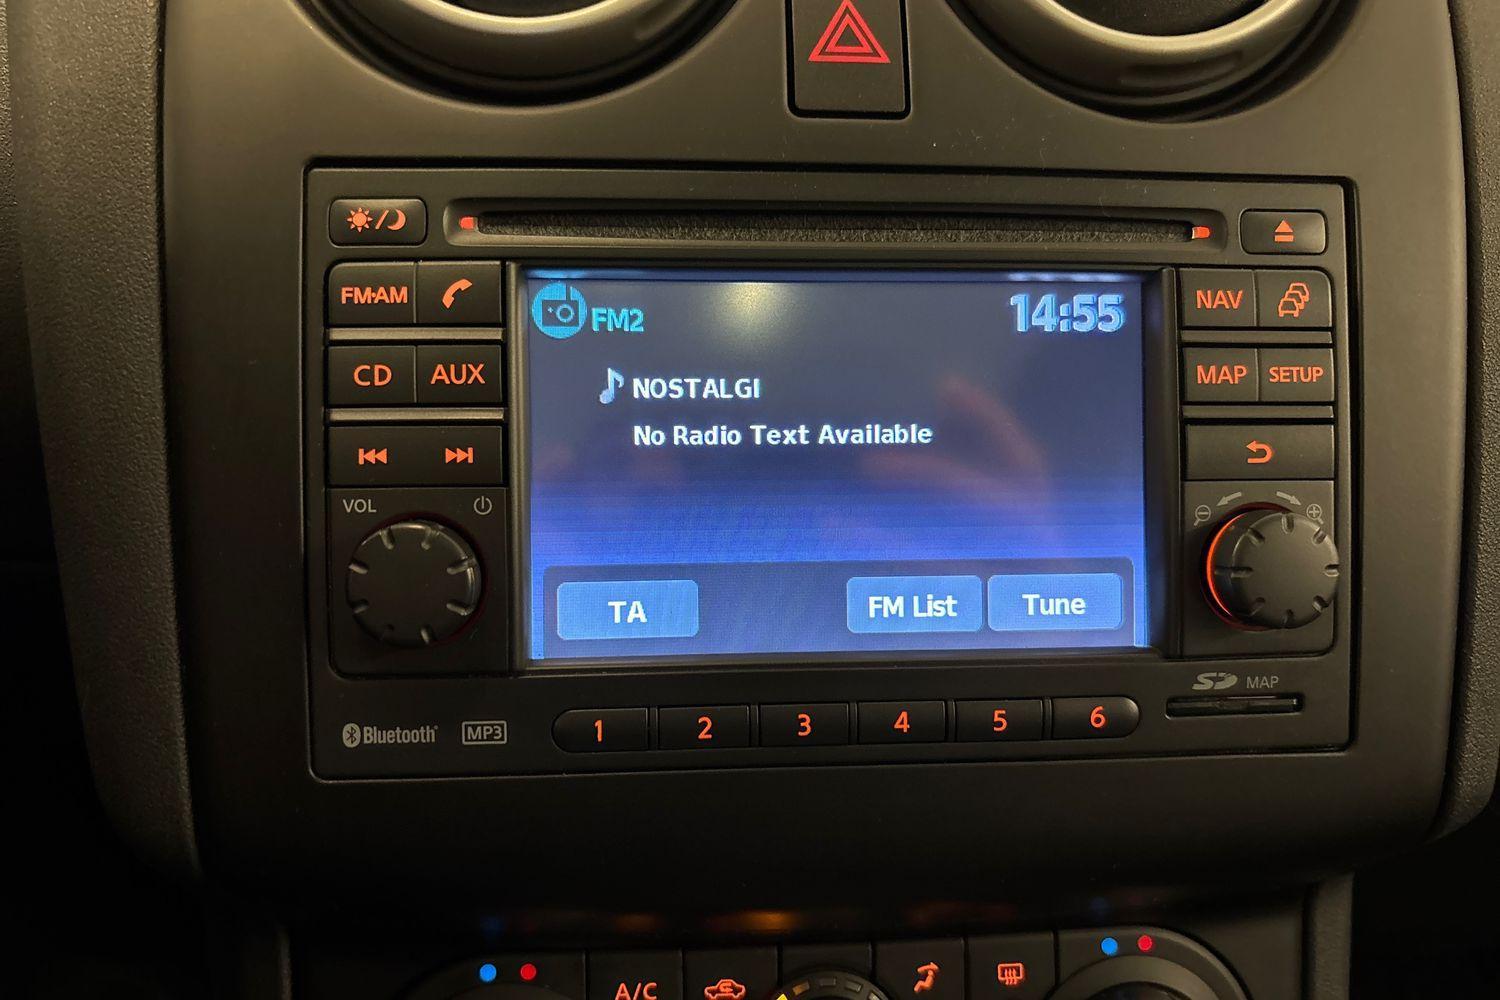 FM·AM
CD AUX
VOL
FM2
14:55
NOSTALGI
No Radio Text Available
TA FM List Tune
NAV
MAP SETUP
SD MAP
Bluetooth® MP3
1 2 3 4 5 6
A/C